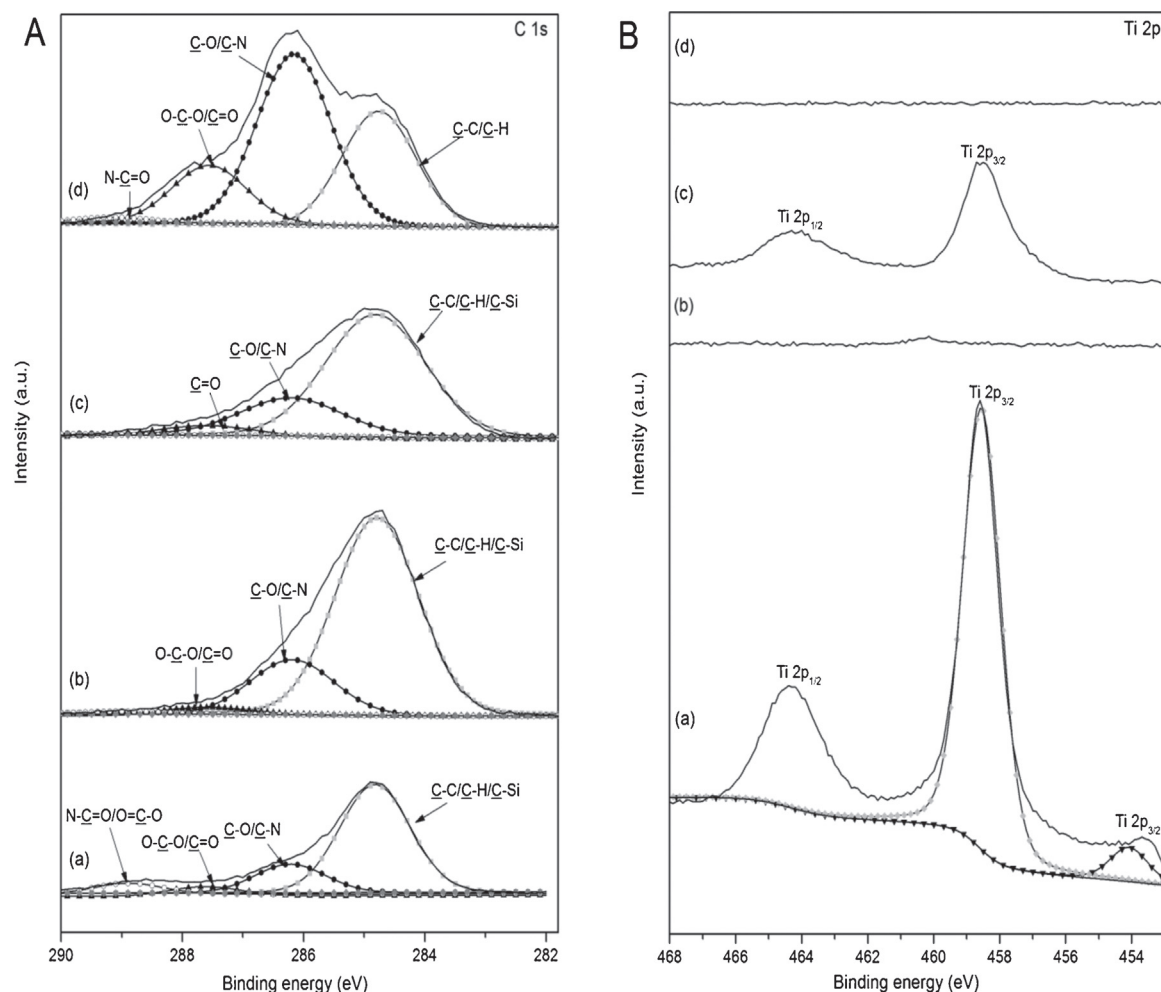 A
C 1s
C-O/C-N
O-C-O/C=O
C-C/C-H
N-C=O
(d)
C-C/C-H/C-Si
C-O/C-N
C=O
(c)
C-C/C-H/C-Si
C-O/C-N
O-C-O/C=O
(b)
C-C/C-H/C-Si
N-C=O/O=C-O
C-O/C-N
O-C-O/C=O
(a)
290 288 286 284 282
Binding energy (eV)
Intensity (a.u.)
B
Ti 2p
(d)
Ti 2p3/2
(c)
Ti 2p1/2
(b)
Ti 2p3/2
Ti 2p1/2
(a)
Ti 2p3/2
468 466 464 462 460 458 456 454
Binding energy (eV)
Intensity (a.u.)